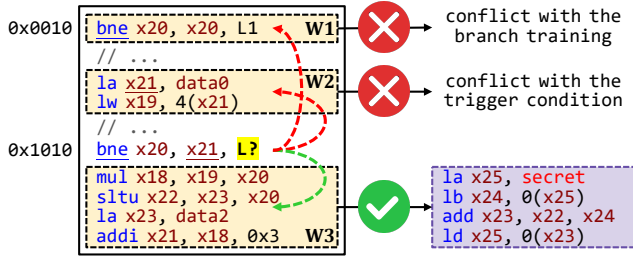 0x0010
bne x20, x20, L1
W1
conflict with the
branch training
// ...
la x21, data0
W2
lw x19, 4(x21)
conflict with the
trigger condition
// ...
0x1010
bne x20, x21, L?
mul x18, x19, x20
sltu x22, x23, x20
la x23, data2
addi x21, x18, 0x3
W3
la x25, secret
lb x24, 0(x25)
add x23, x22, x24
ld x25, 0(x23)